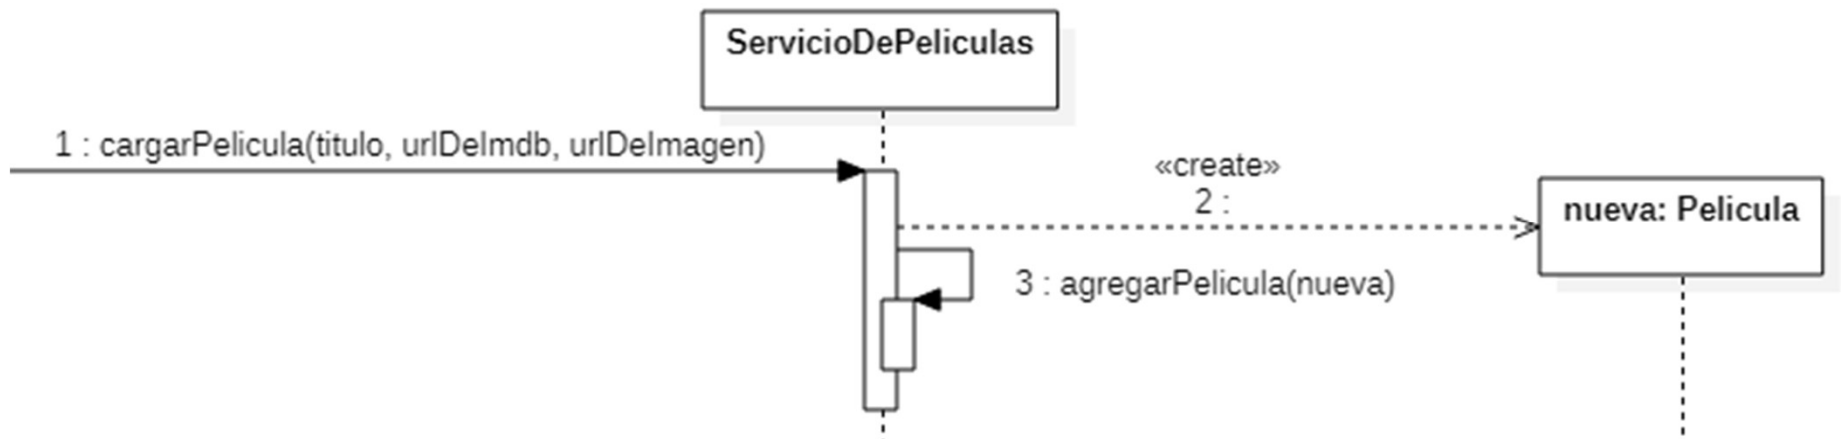 ServicioDePeliculas
1 : cargarPelicula(titulo, urlDeImdb, urlDeImagen)
«create»
2 :
nueva: Pelicula
3 : agregarPelicula(nueva)